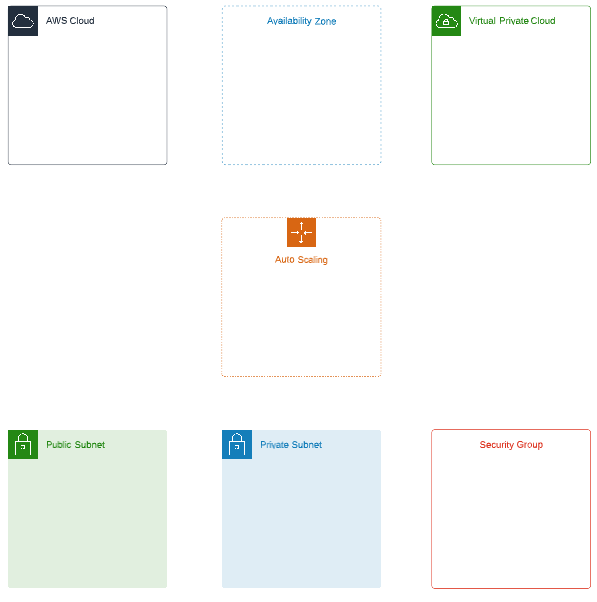 AWS Cloud
Availability Zone
Virtual Private Cloud
Auto Scaling
Public Subnet
Private Subnet
Security Group